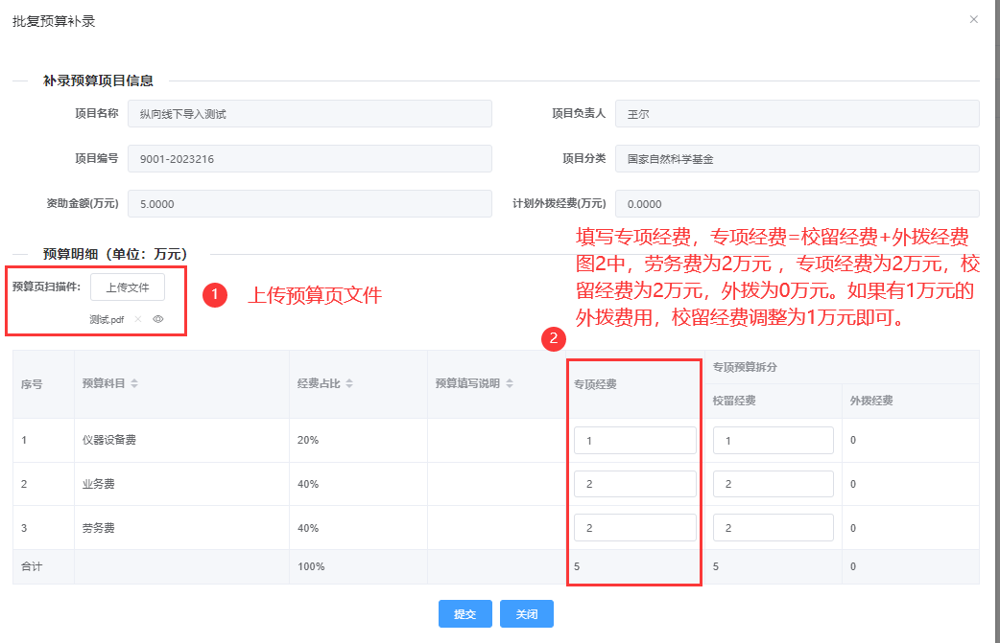 批复预算补录
补录预算项目信息
项目名称 纵向线下导入测试 项目负责人 王尔
项目编号 9001-2023216 项目分类 国家自然科学基金
资助金额(万元) 5.0000 计划外拨经费(万元) 0.0000
预算明细（单位：万元）
填写专项经费，专项经费=校留经费+外拨经费
图2中，劳务费为2万元 ，专项经费为2万元，校
留经费为2万元，外拨为0万元。如果有1万元的
外拨费用，校留经费调整为1万元即可。
预算页扫描件: 上传文件
测试.pdf
1 上传预算页文件
2
序号 预算科目 经费占比 预算填写说明 专项经费 专项预算拆分
校留经费 外拨经费
1 仪器设备费 20% 1 1 0
2 业务费 40% 2 2 0
3 劳务费 40% 2 2 0
合计 100% 5 5 0
提交 关闭